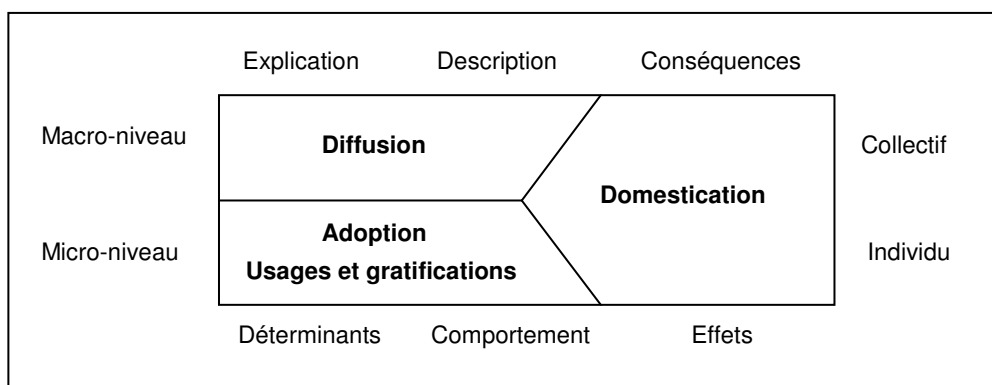 Explication Description Conséquences
Macro-niveau Diffusion Collectif
Domestication
Adoption
Micro-niveau Usages et gratifications Individu
Déterminants Comportement Effets